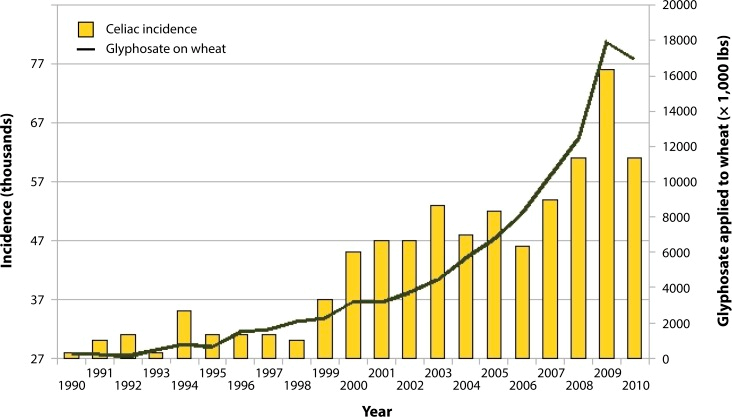 Celiac incidence
Glyphosate on wheat
Incidence (thousands)
77
67
57
47
37
27
20000
18000
16000
14000
12000
10000
8000
6000
4000
2000
0
Glyphosate applied to wheat (× 1,000 lbs)
1991 1993 1995 1997 1999 2001 2003 2005 2007 2009
1990 1992 1994 1996 1998 2000 2002 2004 2006 2008 2010
Year